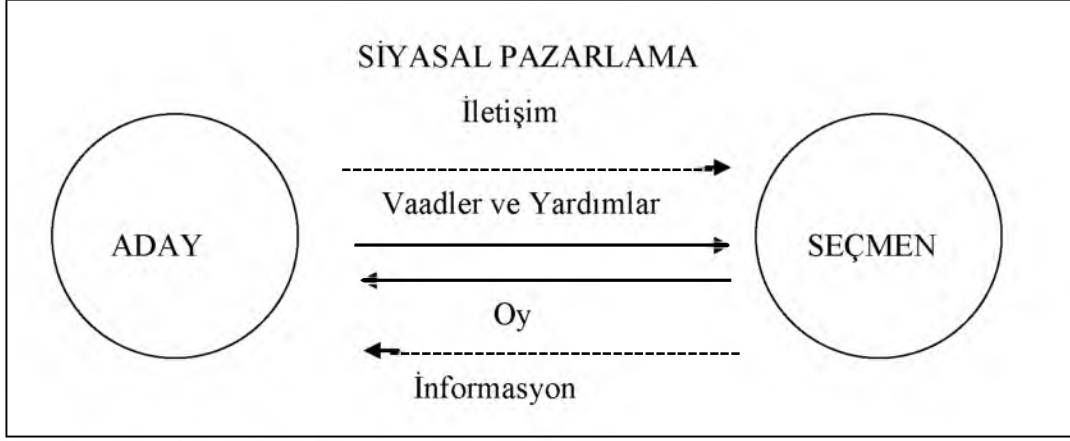 SİYASAL PAZARLAMA
İletişim
Vaadler ve Yardımlar
ADAY
SEÇMEN
Oy
İnformasyon